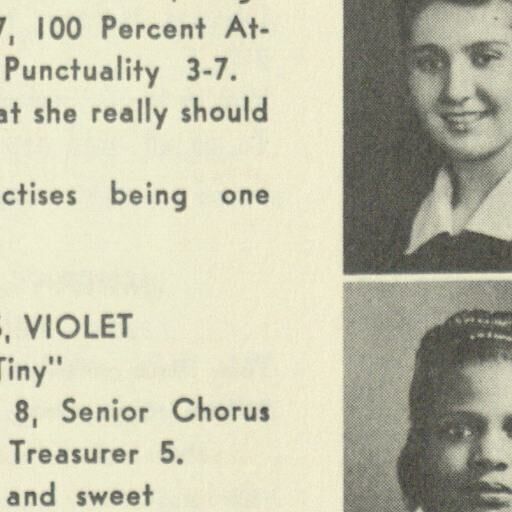 7, 100 Percent At-
Punctuality 3-7.
at she really should
ctises being one
, VIOLET
Tiny"
8, Senior Chorus
Treasurer 5.
and sweet